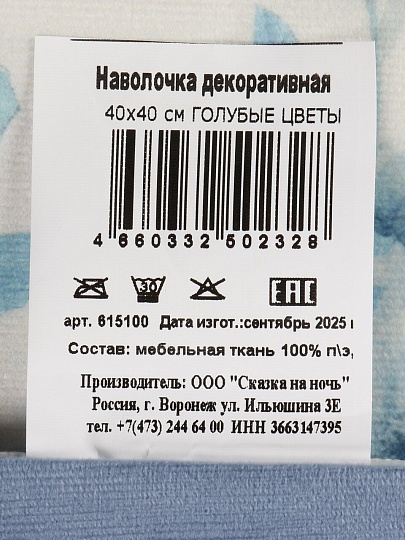 Наволочка декоративная
40х40 см ГОЛУБЫЕ ЦВЕТЫ
4 660332 502328
30 EAC
арт. 615100 Дата изгот.:сентябрь 2025 г
Состав: мебельная ткань 100% п\э,
Производитель: ООО "Сказка на ночь"
Россия, г. Воронеж ул. Ильюшина 3Е
тел. +7(473) 244 64 00 ИНН 3663147395